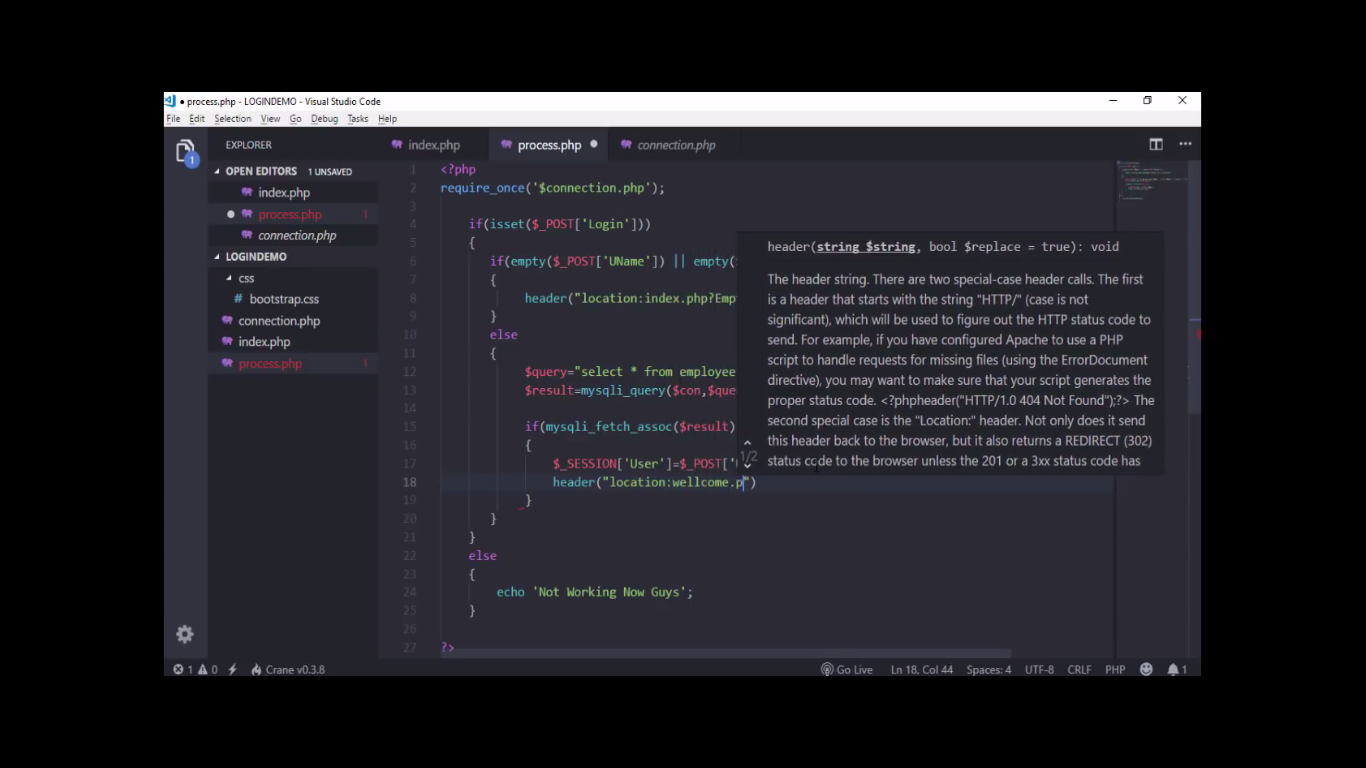 process.php - LOGINDEMO - Visual Studio Code
File Edit Selection View Go Debug Tasks Help
EXPLORER
index.php
process.php
connection.php
OPEN EDITORS 1 UNSAVED
index.php
process.php 1
connection.php
LOGINDEMO
css
bootstrap.css
connection.php
index.php
process.php 1
1
1 <?php
2 require_once('$connection.php');
3
4 if(isset($_POST['Login']))
5 {
6 if(empty($_POST['UName']) || empty(
7 {
8 header("location:index.php?Emp
9 }
10 else
11 {
12 $query="select * from employee
13 $result=mysqli_query($con,$que
14
15 if(mysqli_fetch_assoc($result)
16 {
17 $_SESSION['User']=$_POST['
18 header("location:wellcome.p")
19 }
20 }
21 }
22 else
23 {
24 echo 'Not Working Now Guys';
25 }
26
27 ?>
header(string $string, bool $replace = true): void
The header string. There are two special-case header calls. The first
is a header that starts with the string "HTTP/" (case is not
significant), which will be used to figure out the HTTP status code to
send. For example, if you have configured Apache to use a PHP
script to handle requests for missing files (using the ErrorDocument
directive), you may want to make sure that your script generates the
proper status code. <?phpheader("HTTP/1.0 404 Not Found");?> The
second special case is the "Location:" header. Not only does it send
this header back to the browser, but it also returns a REDIRECT (302)
status code to the browser unless the 201 or a 3xx status code has
1/2
1 0 Crane v0.3.8
Go Live Ln 18, Col 44 Spaces: 4 UTF-8 CRLF PHP 1